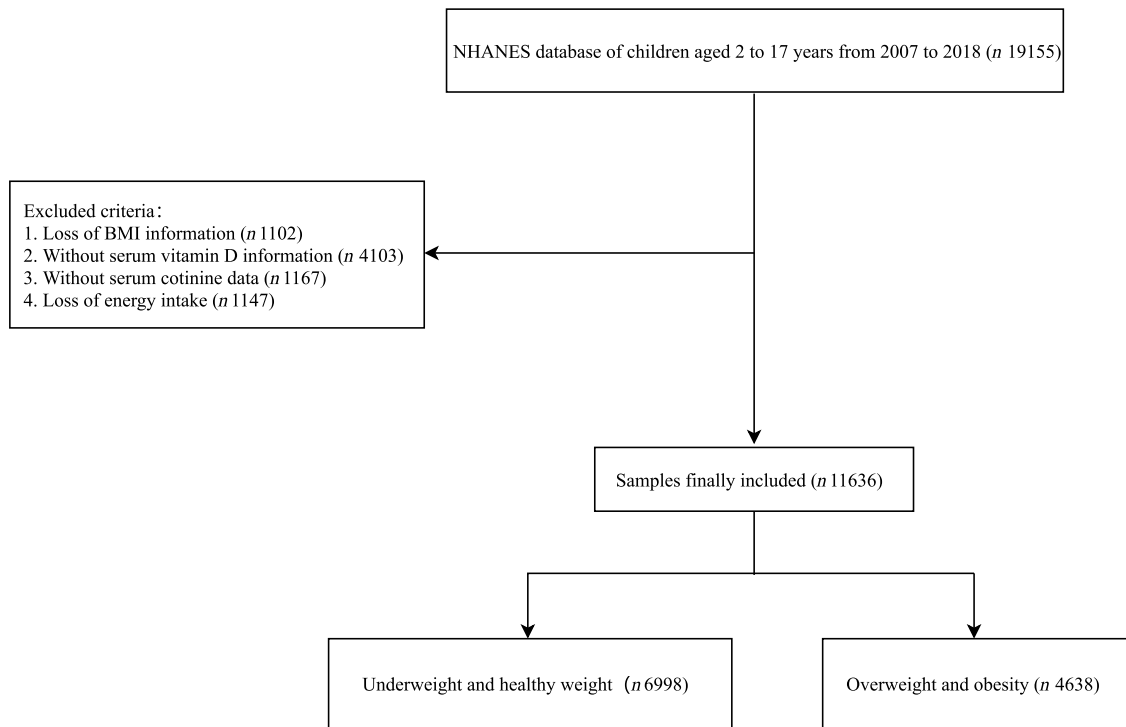 NHANES database of children aged 2 to 17 years from 2007 to 2018 (n 19155)
Excluded criteria：
1. Loss of BMI information (n 1102)
2. Without serum vitamin D information (n 4103)
3. Without serum cotinine data (n 1167)
4. Loss of energy intake (n 1147)
Samples finally included (n 11636)
Underweight and healthy weight （n 6998)
Overweight and obesity (n 4638)